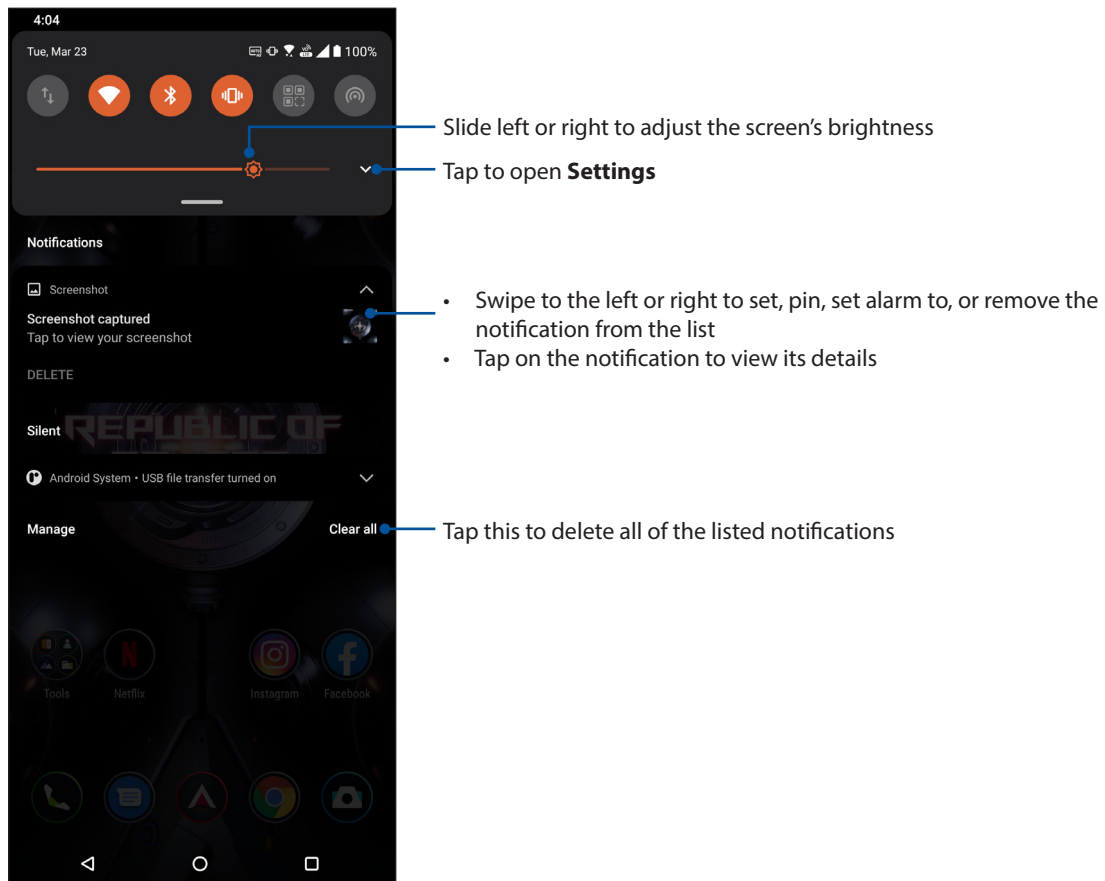 4:04
Tue, Mar 23
100%
Slide left or right to adjust the screen's brightness
Tap to open Settings
Notifications
Screenshot
Screenshot captured
Tap to view your screenshot
DELETE
• Swipe to the left or right to set, pin, set alarm to, or remove the
notification from the list
• Tap on the notification to view its details
Silent
REPUBLIC OF
Android System • USB file transfer turned on
Manage
Clear all
Tap this to delete all of the listed notifications
Tools
Netflix
Instagram
Facebook